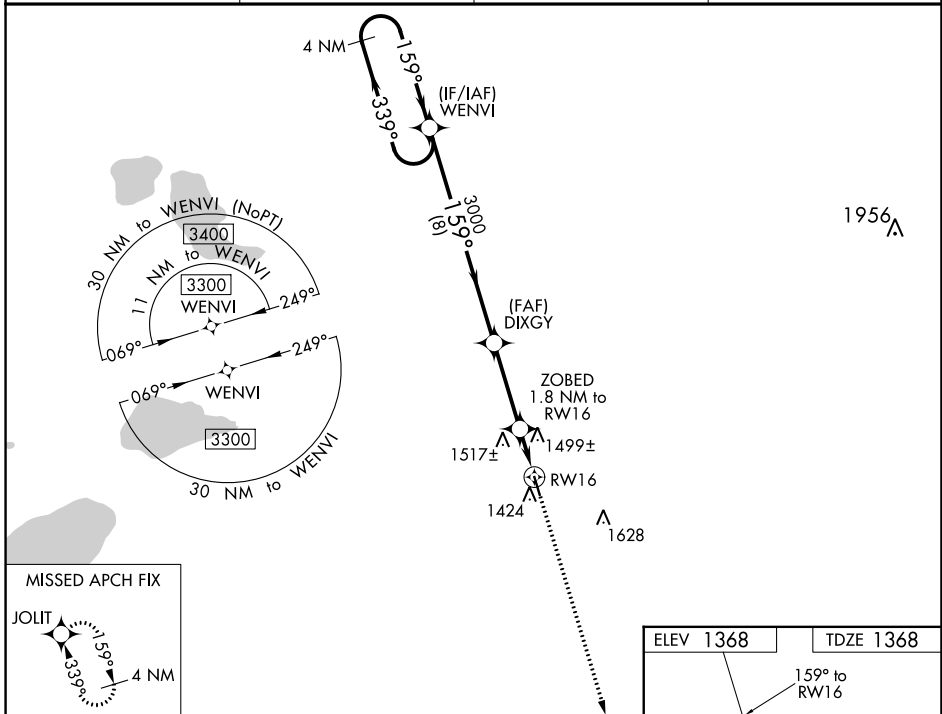 4 NM
159°
339°
(IF/IAF)
WENVI
3000
159°
(8)
1956
30 NM to WENVI (NoPT)
3400
11 NM to WENVI
3300
WENVI
249°
069°
249°
069°
WENVI
3300
30 NM to WENVI
(FAF)
DIXGY
ZOBED
1.8 NM to
RW16
1517±
1499±
RW16
1424
1628
MISSED APCH FIX
JOLIT
159°
339°
4 NM
ELEV 1368
TDZE 1368
159° to
RW16